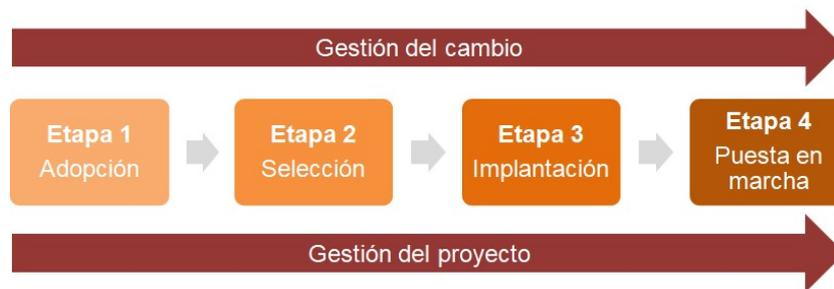 Gestión del cambio
Etapa 1
Adopción
Etapa 2
Selección
Etapa 3
Implantación
Etapa 4
Puesta en
marcha
Gestión del proyecto